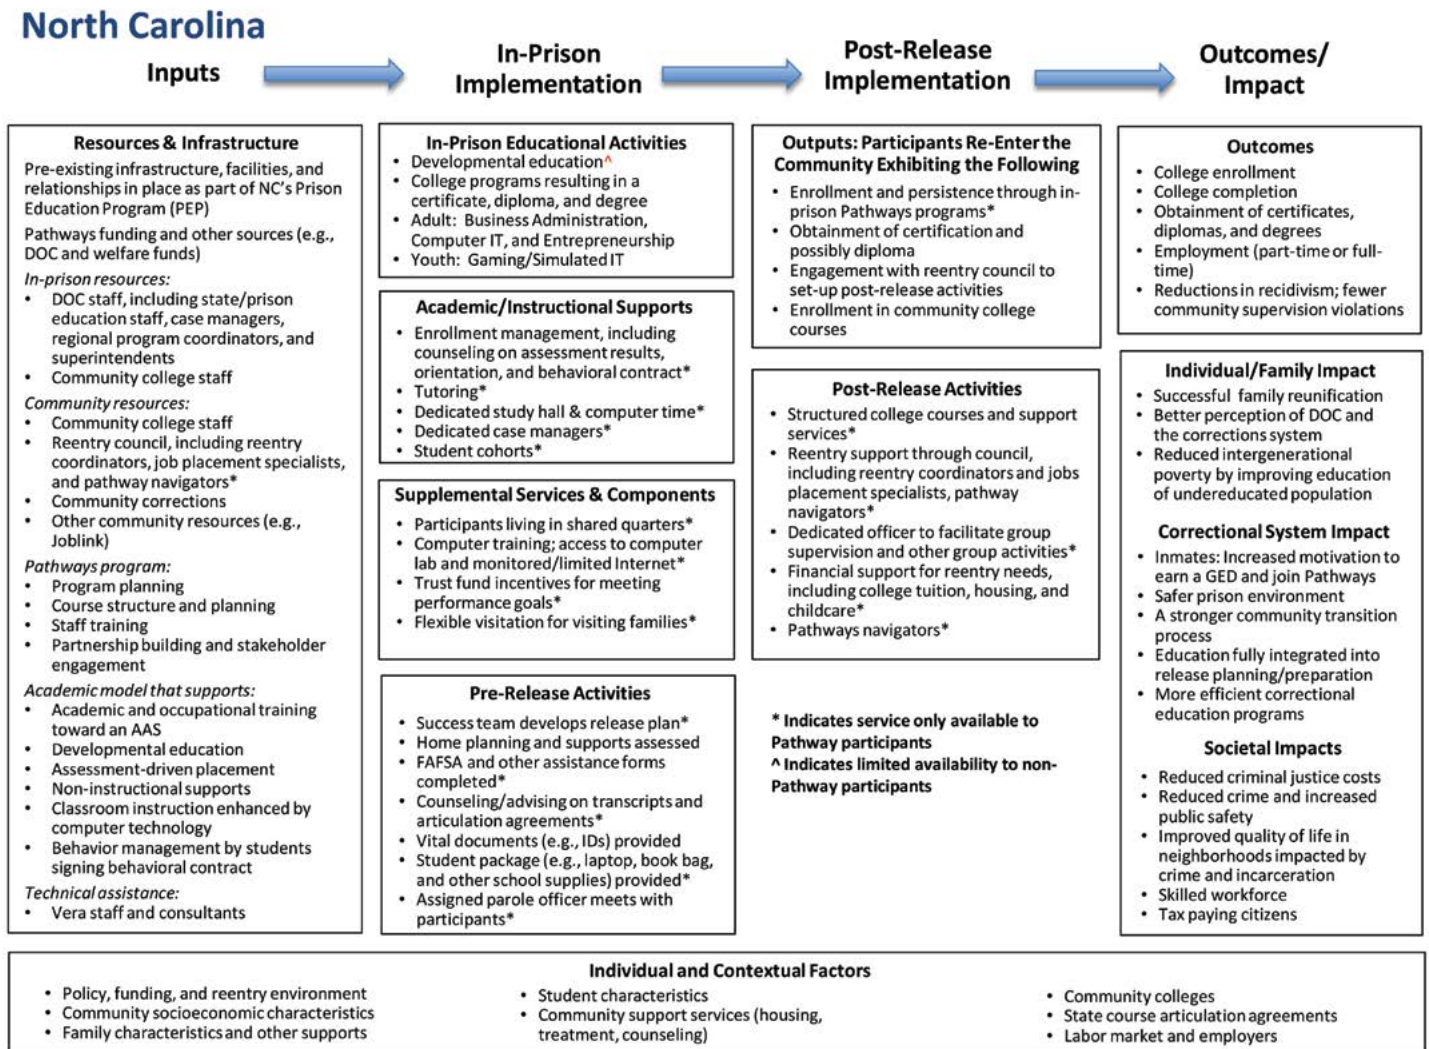 North Carolina
Inputs
In-Prison
Implementation
Post-Release
Implementation
Outcomes/
Impact
Resources & Infrastructure
Pre-existing infrastructure, facilities, and
relationships in place as part of NC's Prison
Education Program (PEP)
Pathways funding and other sources (e.g.,
DOC and welfare funds)
In-prison resources:
• DOC staff, including state/prison
education staff, case managers,
regional program coordinators, and
superintendents
• Community college staff
Community resources:
• Community college staff
• Reentry council, including reentry
coordinators, job placement specialists,
and pathway navigators*
• Community corrections
• Other community resources (e.g.,
Joblink)
Pathways program:
• Program planning
• Course structure and planning
• Staff training
• Partnership building and stakeholder
engagement
Academic model that supports:
• Academic and occupational training
toward an AAS
• Developmental education
• Assessment-driven placement
• Non-instructional supports
• Classroom instruction enhanced by
computer technology
• Behavior management by students
signing behavioral contract
Technical assistance:
• Vera staff and consultants
In-Prison Educational Activities
• Developmental education^
• College programs resulting in a
certificate, diploma, and degree
• Adult: Business Administration,
Computer IT, and Entrepreneurship
• Youth: Gaming/Simulated IT
Academic/Instructional Supports
• Enrollment management, including
counseling on assessment results,
orientation, and behavioral contract*
• Tutoring*
• Dedicated study hall & computer time*
• Dedicated case managers*
• Student cohorts*
Supplemental Services & Components
• Participants living in shared quarters*
• Computer training; access to computer
lab and monitored/limited Internet*
• Trust fund incentives for meeting
performance goals*
• Flexible visitation for visiting families*
Pre-Release Activities
• Success team develops release plan*
• Home planning and supports assessed
• FAFSA and other assistance forms
completed*
• Counseling/advising on transcripts and
articulation agreements*
• Vital documents (e.g., IDs) provided
• Student package (e.g., laptop, book bag,
and other school supplies) provided*
• Assigned parole officer meets with
participants*
Outputs: Participants Re-Enter the
Community Exhibiting the Following
• Enrollment and persistence through in-
prison Pathways programs*
• Obtainment of certification and
possibly diploma
• Engagement with reentry council to
set-up post-release activities
• Enrollment in community college
courses
Post-Release Activities
• Structured college courses and support
services*
• Reentry support through council,
including reentry coordinators and jobs
placement specialists, pathway
navigators*
• Dedicated officer to facilitate group
supervision and other group activities*
• Financial support for reentry needs,
including college tuition, housing, and
childcare*
• Pathways navigators*
* Indicates service only available to
Pathway participants
^ Indicates limited availability to non-
Pathway participants
Outcomes
• College enrollment
• College completion
• Obtainment of certificates,
diplomas, and degrees
• Employment (part-time or full-
time)
• Reductions in recidivism; fewer
community supervision violations
Individual/Family Impact
• Successful family reunification
• Better perception of DOC and
the corrections system
• Reduced intergenerational
poverty by improving education
of undereducated population
Correctional System Impact
• Inmates: Increased motivation to
earn a GED and join Pathways
• Safer prison environment
• A stronger community transition
process
• Education fully integrated into
release planning/preparation
• More efficient correctional
education programs
Societal Impacts
• Reduced criminal justice costs
• Reduced crime and increased
public safety
• Improved quality of life in
neighborhoods impacted by
crime and incarceration
• Skilled workforce
• Tax paying citizens
Individual and Contextual Factors
• Policy, funding, and reentry environment
• Community socioeconomic characteristics
• Family characteristics and other supports
• Student characteristics
• Community support services (housing,
treatment, counseling)
• Community colleges
• State course articulation agreements
• Labor market and employers